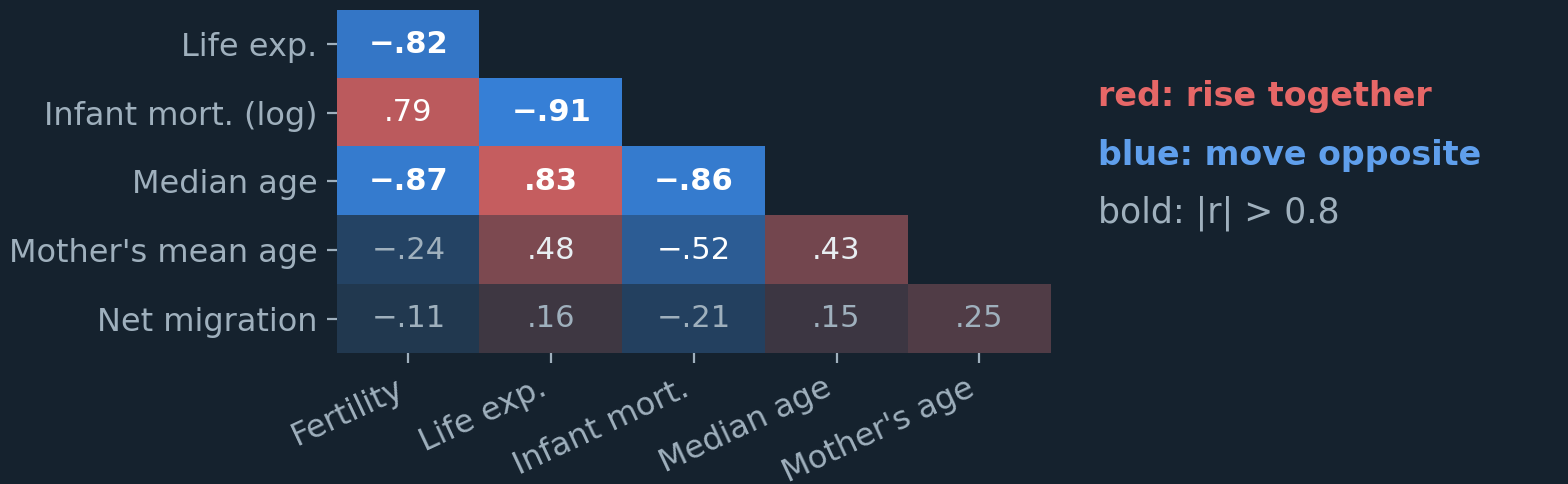 Life exp. −.82
Infant mort. (log) .79 −.91
Median age −.87 .83 −.86
Mother's mean age −.24 .48 −.52 .43
Net migration −.11 .16 −.21 .15 .25
Fertility Life exp. Infant mort. Median age Mother's age
red: rise together
blue: move opposite
bold: |r| > 0.8